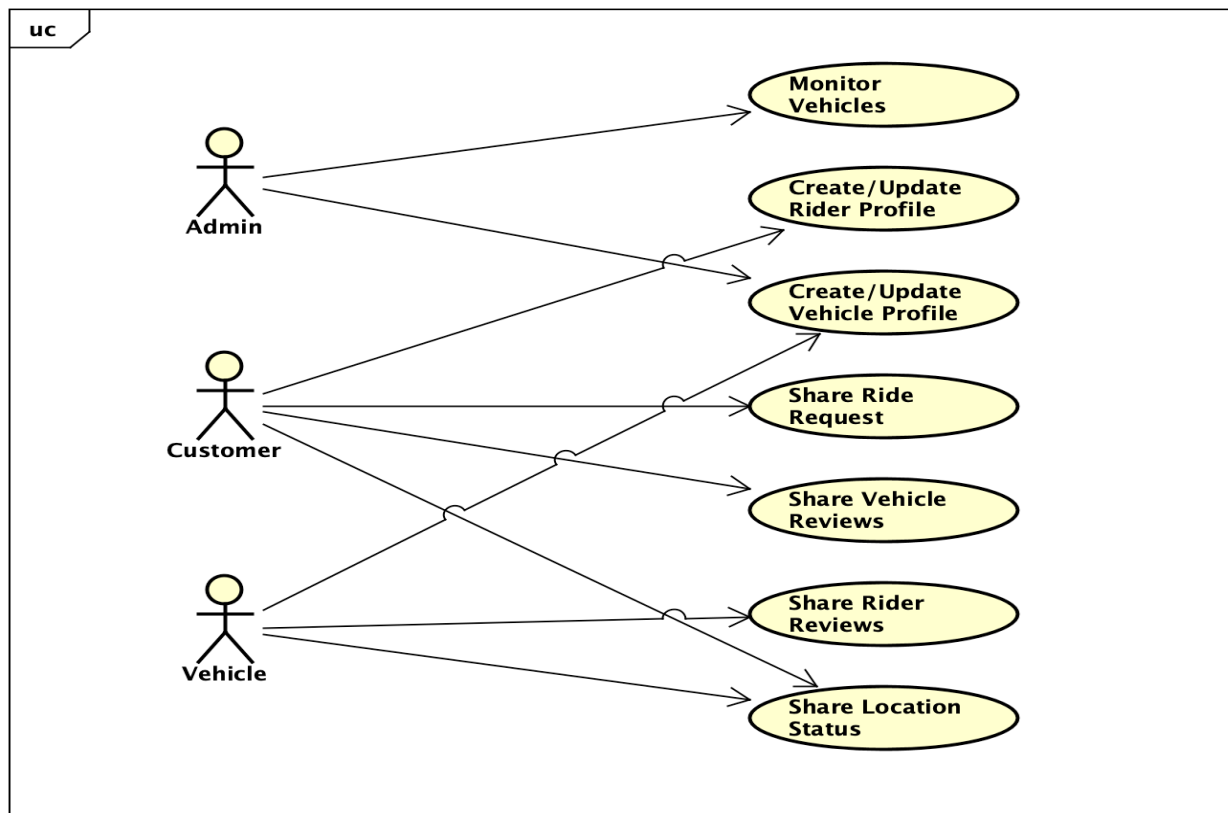 uc
Monitor
Vehicles
Admin
Create/Update
Rider Profile
Create/Update
Vehicle Profile
Customer
Share Ride
Request
Share Vehicle
Reviews
Vehicle
Share Rider
Reviews
Share Location
Status